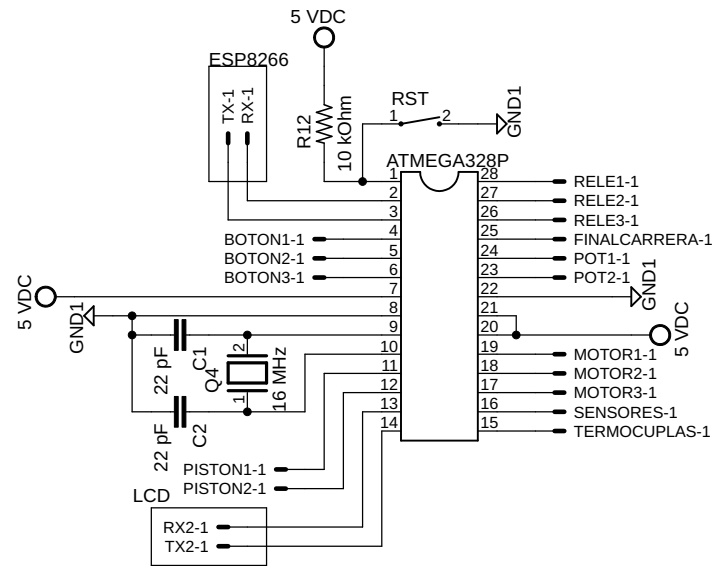 5 VDC
ESP8266
TX-1
RX-1
R12
10 kOhm
RST
1
2
GND1
ATMEGA328P
1
2
3
4
5
6
7
8
9
10
11
12
13
14
28
27
26
25
24
23
22
21
20
19
18
17
16
15
RELE1-1
RELE2-1
RELE3-1
FINALCARRERA-1
POT1-1
POT2-1
GND1
5 VDC
MOTOR1-1
MOTOR2-1
MOTOR3-1
SENSORES-1
TERMOCUPLAS-1
BOTON1-1
BOTON2-1
BOTON3-1
5 VDC
GND1
22 pF
C1
Q4
2
1
16 MHz
22 pF
C2
PISTON1-1
PISTON2-1
LCD
RX2-1
TX2-1